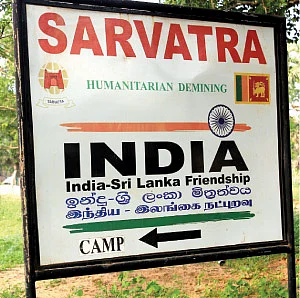 SARVATRA
HUMANITARIAN DEMINING
INDIA
India-Sri Lanka Friendship
ඉන්දු-ශ්‍රී ලංකා මිත්‍රත්වය
இந்திய - இலங்கை நட்புறவு
CAMP